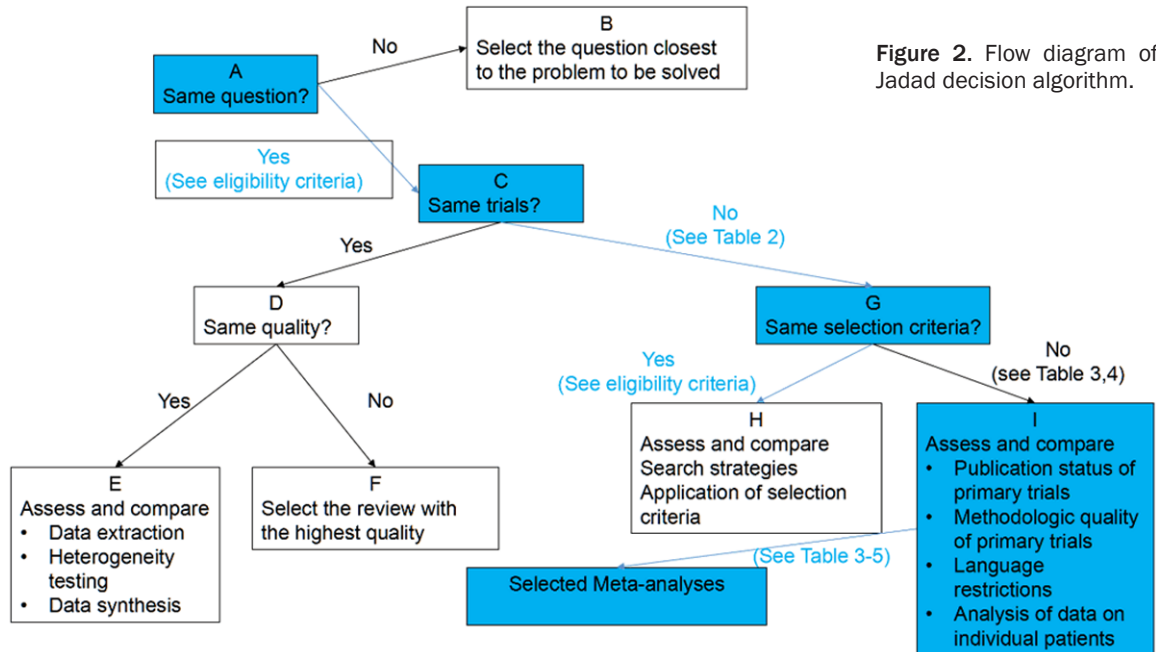 A
Same question?
No
B
Select the question closest
to the problem to be solved
Figure 2. Flow diagram of
Jadad decision algorithm.
Yes
(See eligibility criteria)
C
Same trials?
Yes
No
(See Table 2)
D
Same quality?
G
Same selection criteria?
Yes
No
Yes
(See eligibility criteria)
No
(see Table 3,4)
E
Assess and compare
• Data extraction
• Heterogeneity
testing
• Data synthesis
F
Select the review with
the highest quality
H
Assess and compare
Search strategies
Application of selection
criteria
I
Assess and compare
• Publication status of
primary trials
• Methodologic quality
of primary trials
• Language
restrictions
• Analysis of data on
individual patients
(See Table 3-5)
Selected Meta-analyses